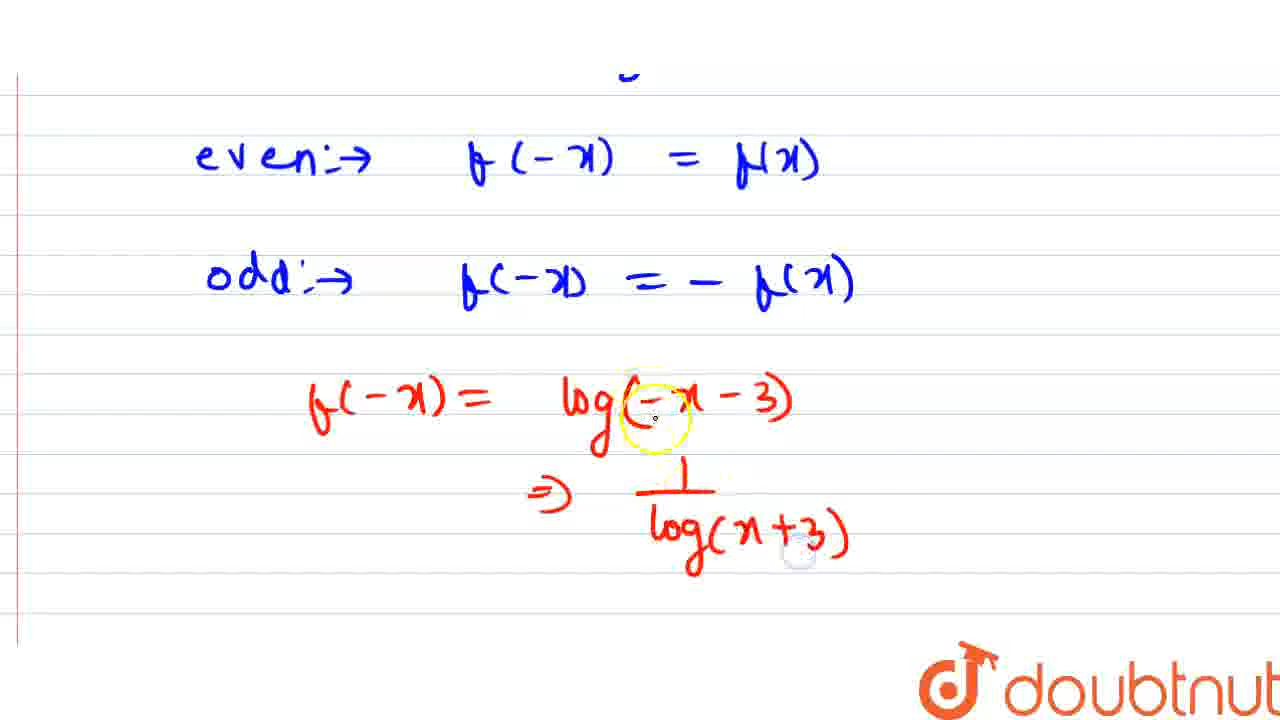 even :→ f(-x) = f(x)
odd :→ f(-x) = - f(x)
f(-x) = log(-x-3)
⇒ 1/log(x+3)
doubtnut